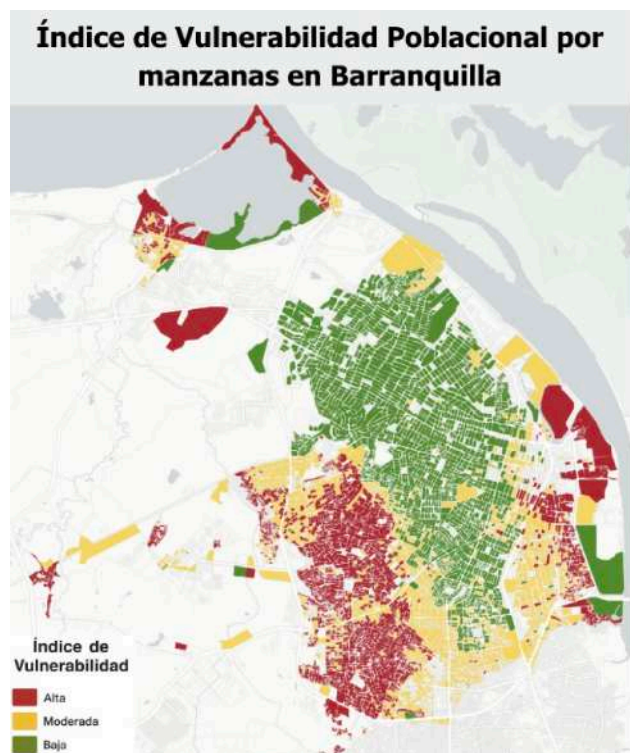 Índice de Vulnerabilidad Poblacional por
manzanas en Barranquilla
Índice de
Vulnerabilidad
Alta
Moderada
Baja